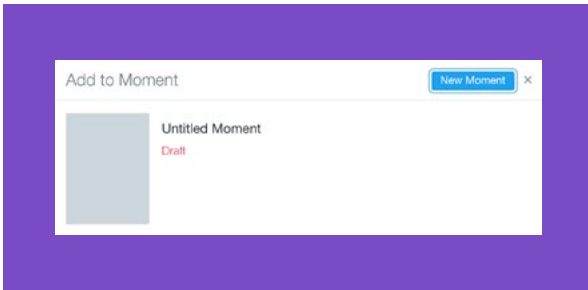 Add to Moment
New Moment ×
Untitled Moment
Draft